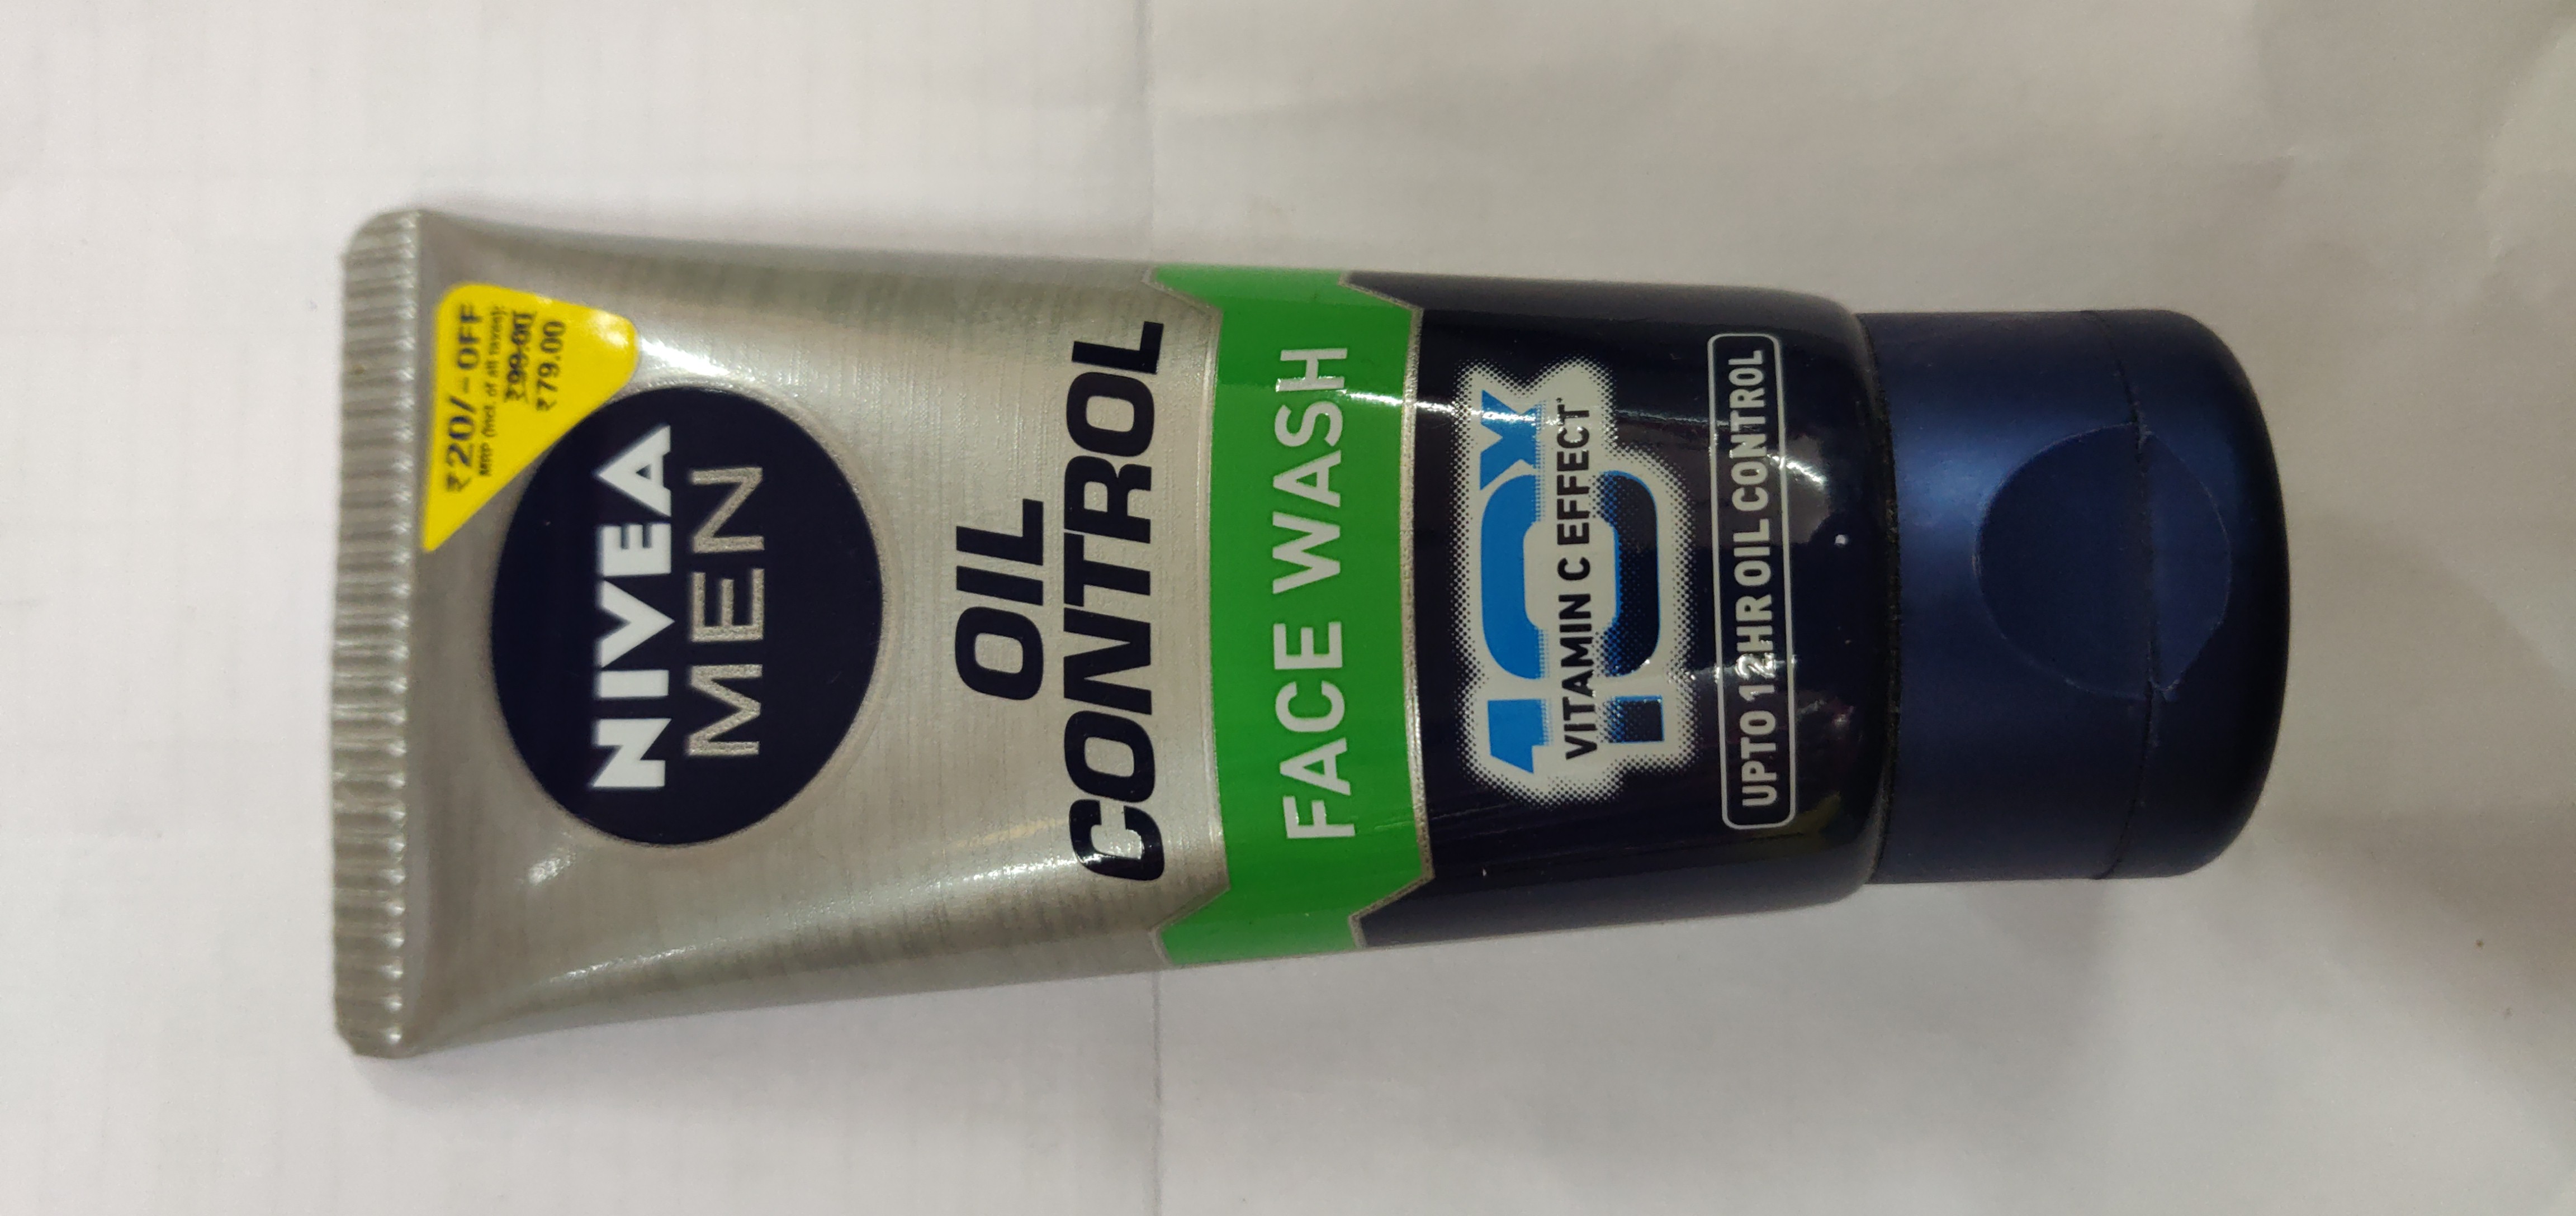 ₹20/- OFF
MRP (incl. of all taxes):
₹99.00
₹79.00
NIVEA
MEN
OIL
CONTROL
FACE WASH
10X
VITAMIN C EFFECT*
UPTO 12HR OIL CONTROL